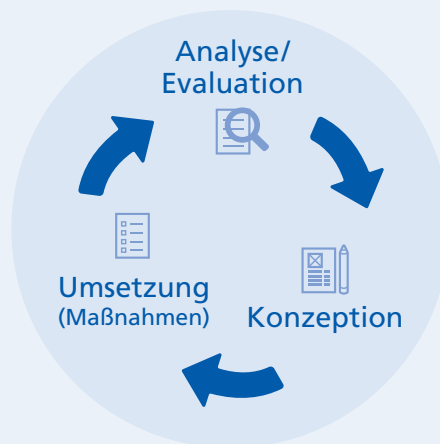 Analyse/
Evaluation
Umsetzung
(Maßnahmen)
Konzeption